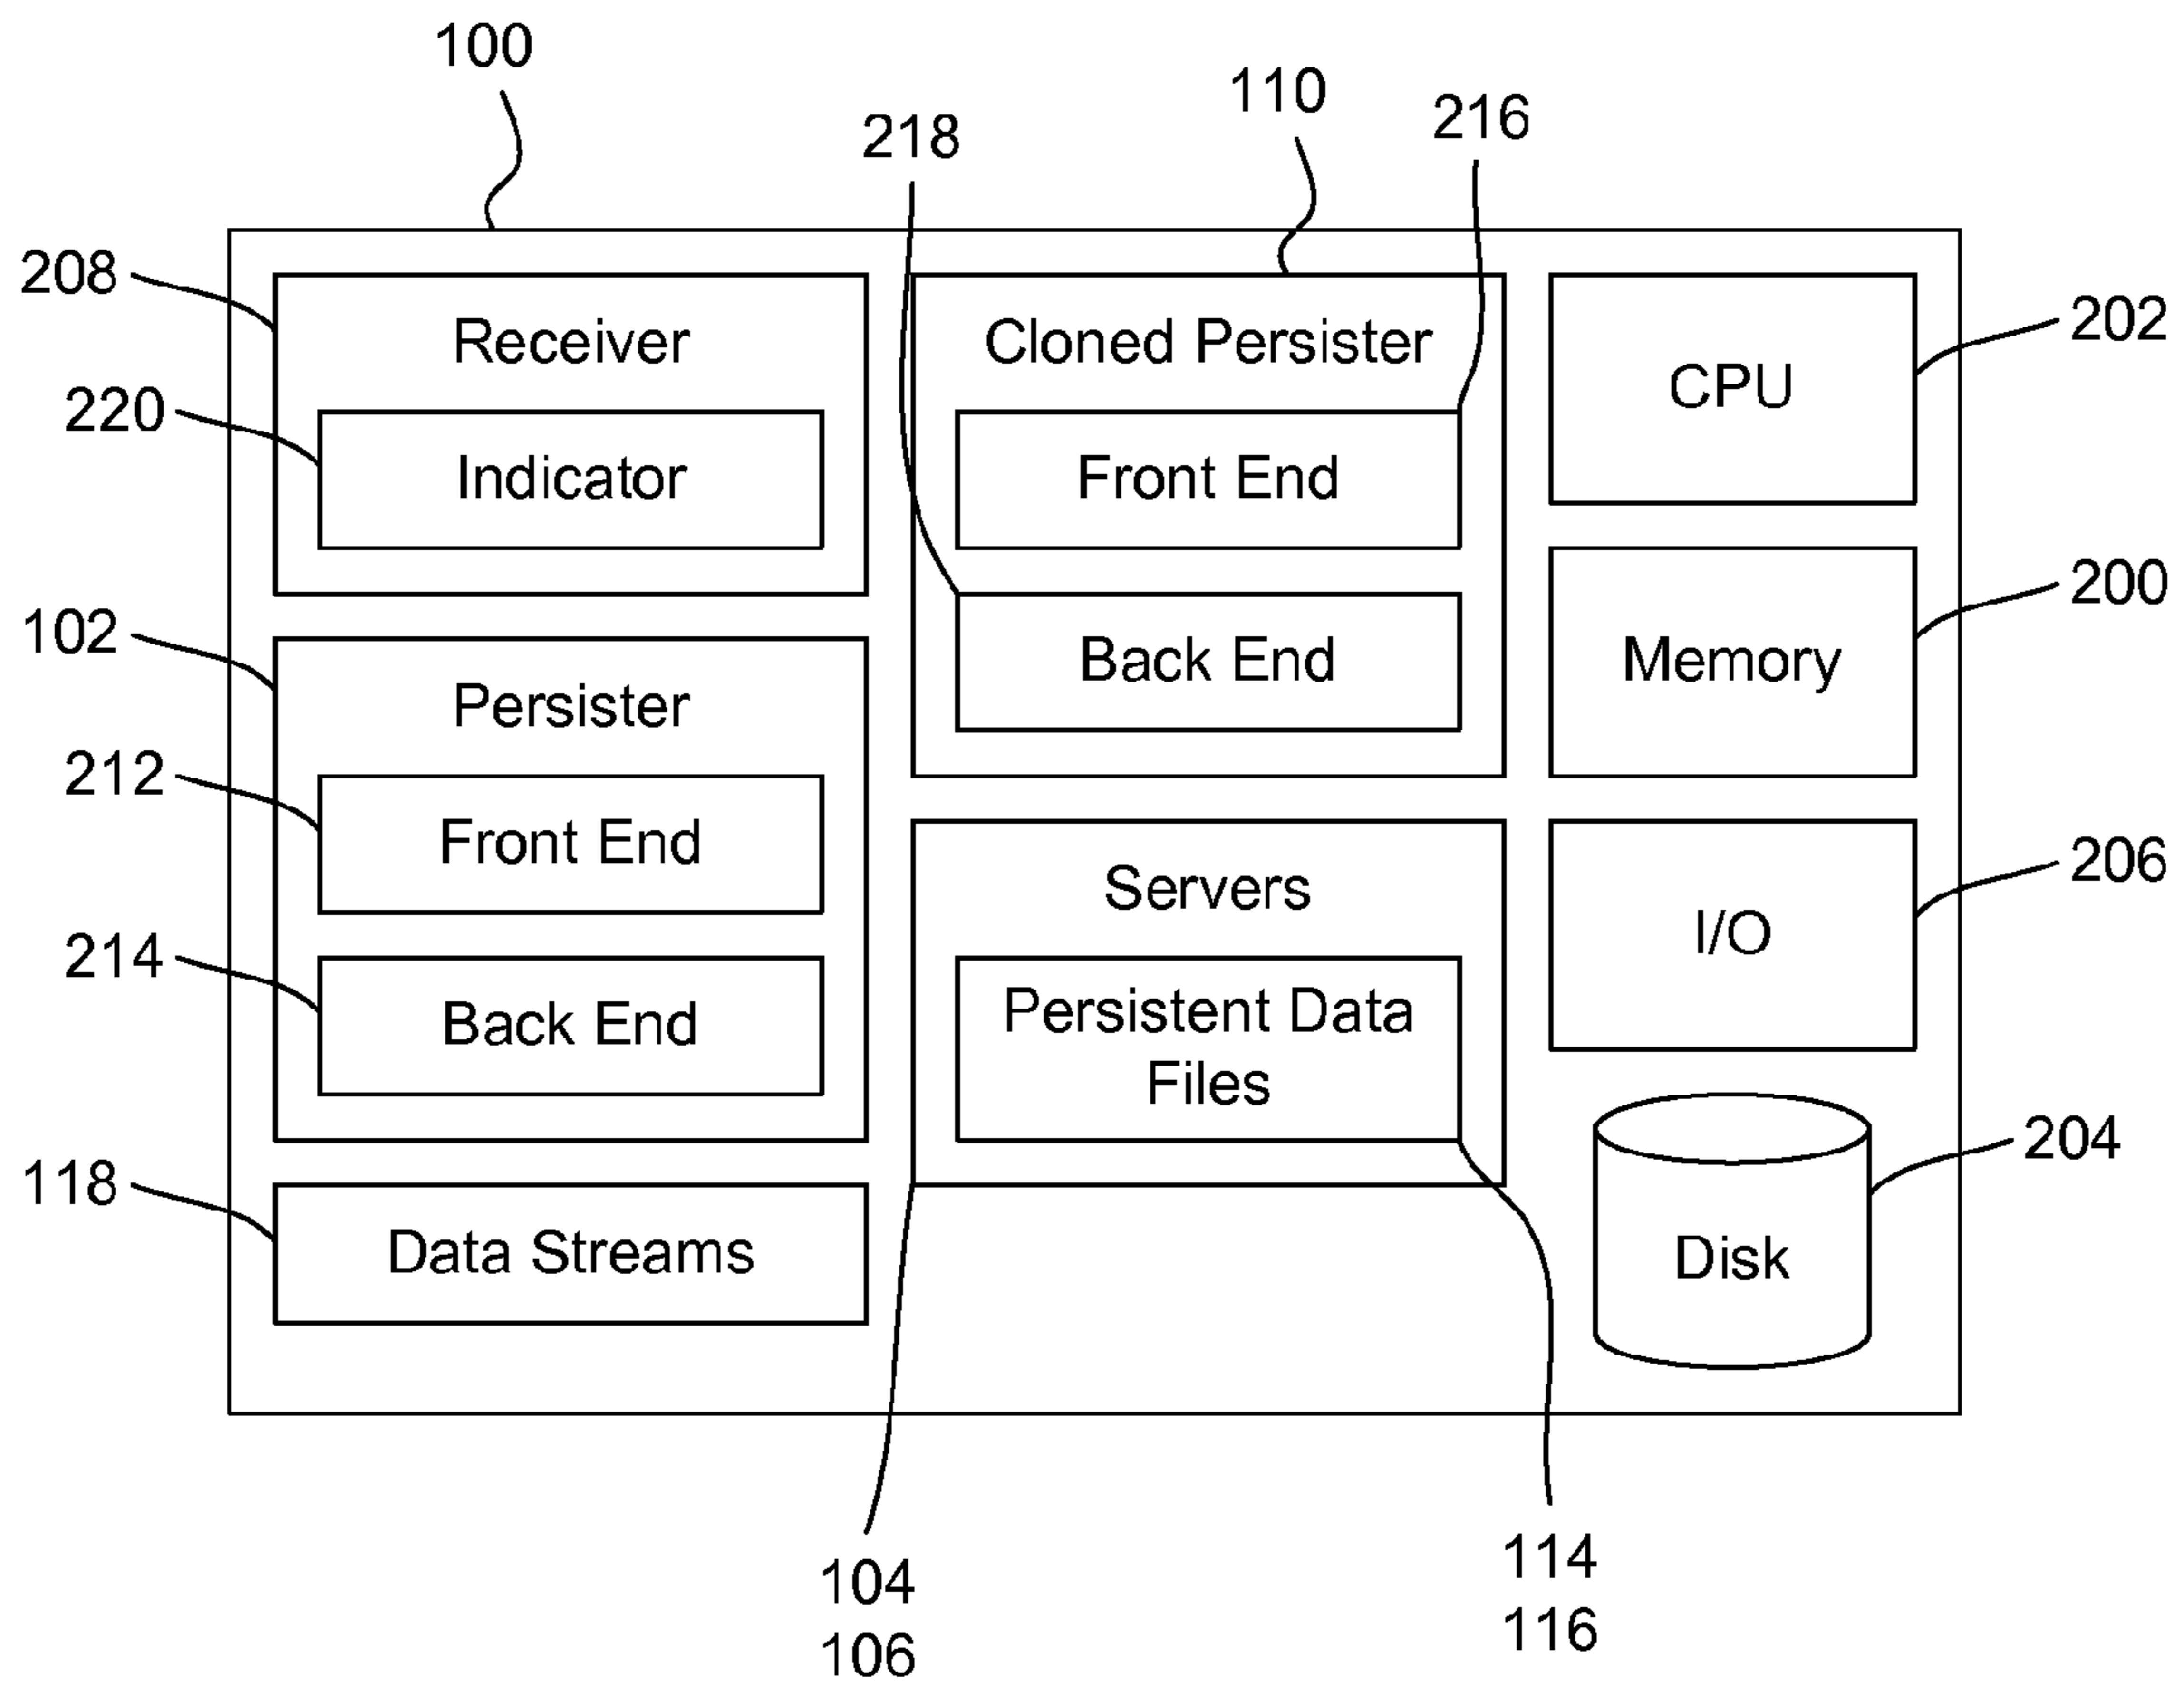 100
110
216
218
208
Receiver
Cloned Persister
202
CPU
220
Indicator
Front End
200
102
Back End
Memory
Persister
212
Front End
206
Servers
I/O
214
Back End
Persistent Data
Files
204
118
Data Streams
Disk
104
106
114
116